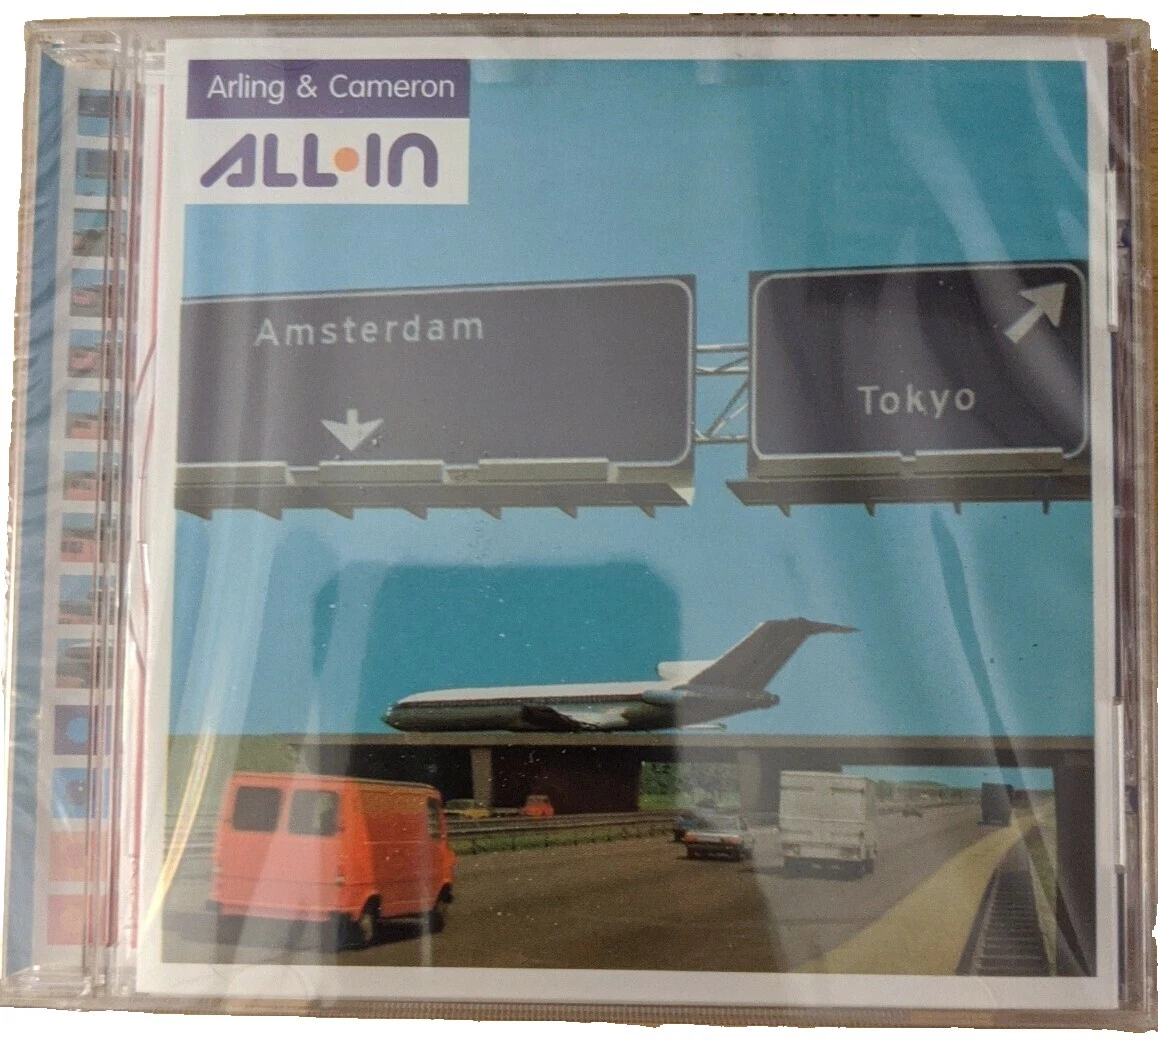 Arling & Cameron
ALL•IN
Amsterdam
Tokyo